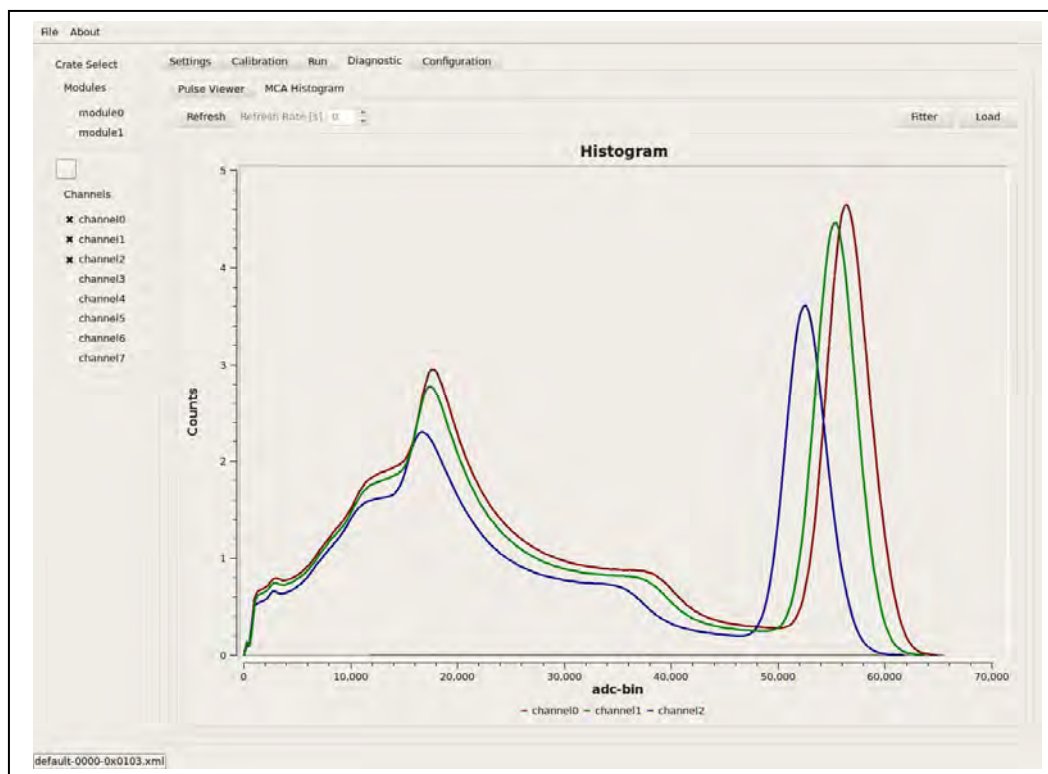 File About
Crate Select
Modules
module0
module1
Channels
channel0
channel1
channel2
channel3
channel4
channel5
channel6
channel7
Settings Calibration Run Diagnostic Configuration
Pulse Viewer MCA Histogram
Refresh Refresh Rate [s] 0 Fitter Load
Histogram
Counts
5
4
3
2
1
0
0 10,000 20,000 30,000 40,000 50,000 60,000 70,000
adc-bin
channel0 channel1 channel2
default-0000-0x0103.xml